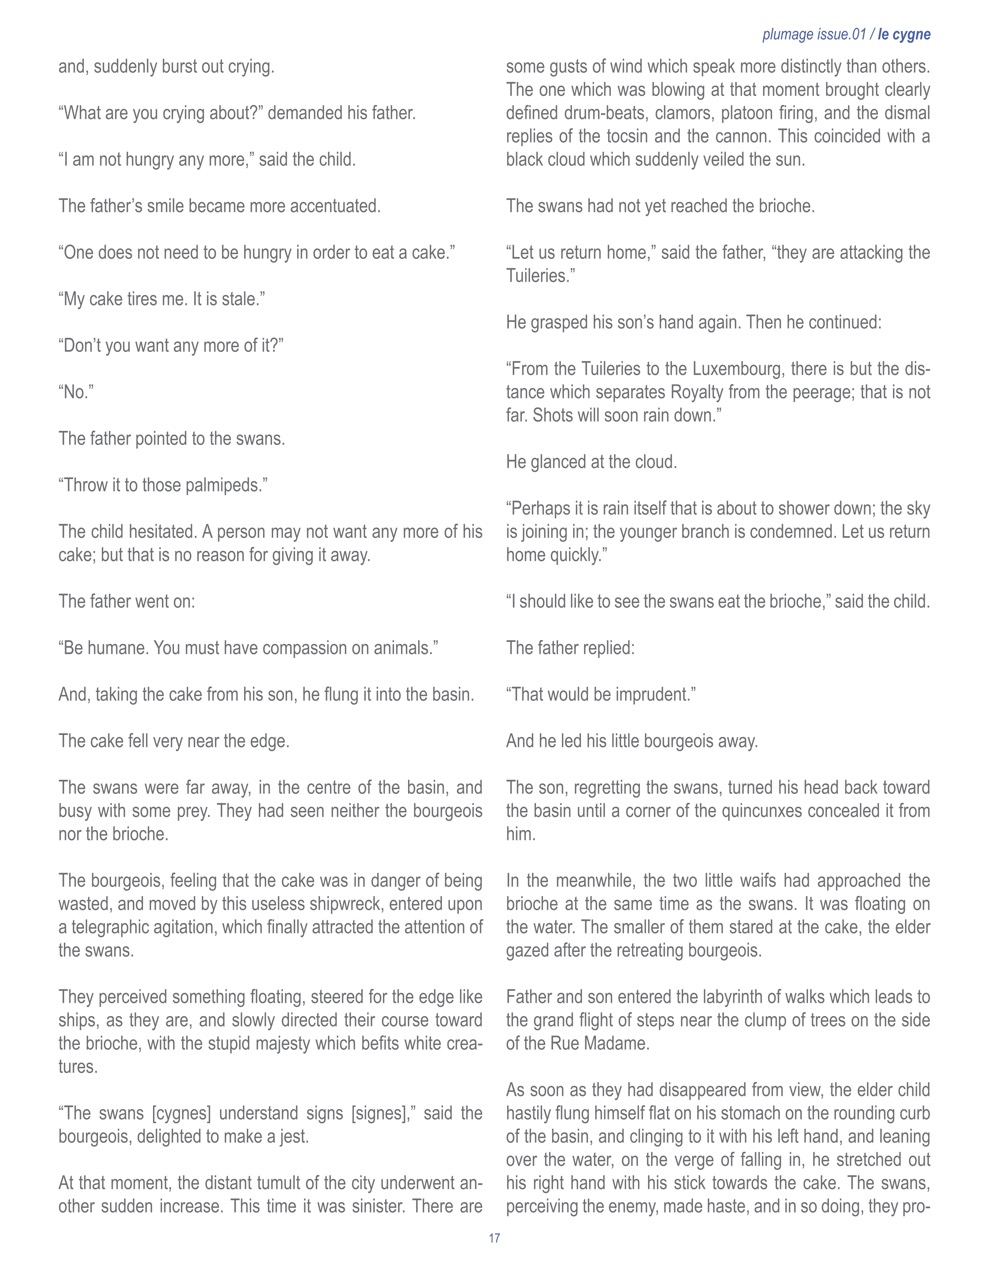 plumage issue.01 / le cygne
and, suddenly burst out crying.
“What are you crying about?” demanded his father.
“I am not hungry any more,” said the child.
The father’s smile became more accentuated.
“One does not need to be hungry in order to eat a cake.”
“My cake tires me. It is stale.”
“Don’t you want any more of it?”
“No.”
The father pointed to the swans.
“Throw it to those palmipeds.”
The child hesitated. A person may not want any more of his
cake; but that is no reason for giving it away.
The father went on:
“Be humane. You must have compassion on animals.”
And, taking the cake from his son, he flung it into the basin.
The cake fell very near the edge.
The swans were far away, in the centre of the basin, and
busy with some prey. They had seen neither the bourgeois
nor the brioche.
The bourgeois, feeling that the cake was in danger of being
wasted, and moved by this useless shipwreck, entered upon
a telegraphic agitation, which finally attracted the attention of
the swans.
They perceived something floating, steered for the edge like
ships, as they are, and slowly directed their course toward
the brioche, with the stupid majesty which befits white crea-
tures.
“The swans [cygnes] understand signs [signes],” said the
bourgeois, delighted to make a jest.
At that moment, the distant tumult of the city underwent an-
other sudden increase. This time it was sinister. There are
some gusts of wind which speak more distinctly than others.
The one which was blowing at that moment brought clearly
defined drum-beats, clamors, platoon firing, and the dismal
replies of the tocsin and the cannon. This coincided with a
black cloud which suddenly veiled the sun.
The swans had not yet reached the brioche.
“Let us return home,” said the father, “they are attacking the
Tuileries.”
He grasped his son’s hand again. Then he continued:
“From the Tuileries to the Luxembourg, there is but the dis-
tance which separates Royalty from the peerage; that is not
far. Shots will soon rain down.”
He glanced at the cloud.
“Perhaps it is rain itself that is about to shower down; the sky
is joining in; the younger branch is condemned. Let us return
home quickly.”
“I should like to see the swans eat the brioche,” said the child.
The father replied:
“That would be imprudent.”
And he led his little bourgeois away.
The son, regretting the swans, turned his head back toward
the basin until a corner of the quincunxes concealed it from
him.
In the meanwhile, the two little waifs had approached the
brioche at the same time as the swans. It was floating on
the water. The smaller of them stared at the cake, the elder
gazed after the retreating bourgeois.
Father and son entered the labyrinth of walks which leads to
the grand flight of steps near the clump of trees on the side
of the Rue Madame.
As soon as they had disappeared from view, the elder child
hastily flung himself flat on his stomach on the rounding curb
of the basin, and clinging to it with his left hand, and leaning
over the water, on the verge of falling in, he stretched out
his right hand with his stick towards the cake. The swans,
perceiving the enemy, made haste, and in so doing, they pro-
17